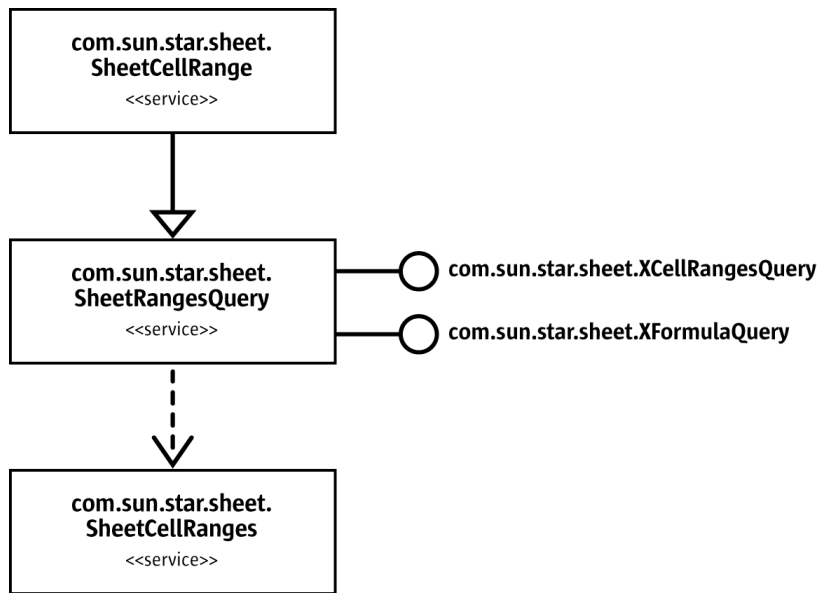 com.sun.star.sheet.
SheetCellRange
<<service>>
com.sun.star.sheet.
SheetRangesQuery
<<service>>
com.sun.star.sheet.XCellRangesQuery
com.sun.star.sheet.XFormulaQuery
com.sun.star.sheet.
SheetCellRanges
<<service>>